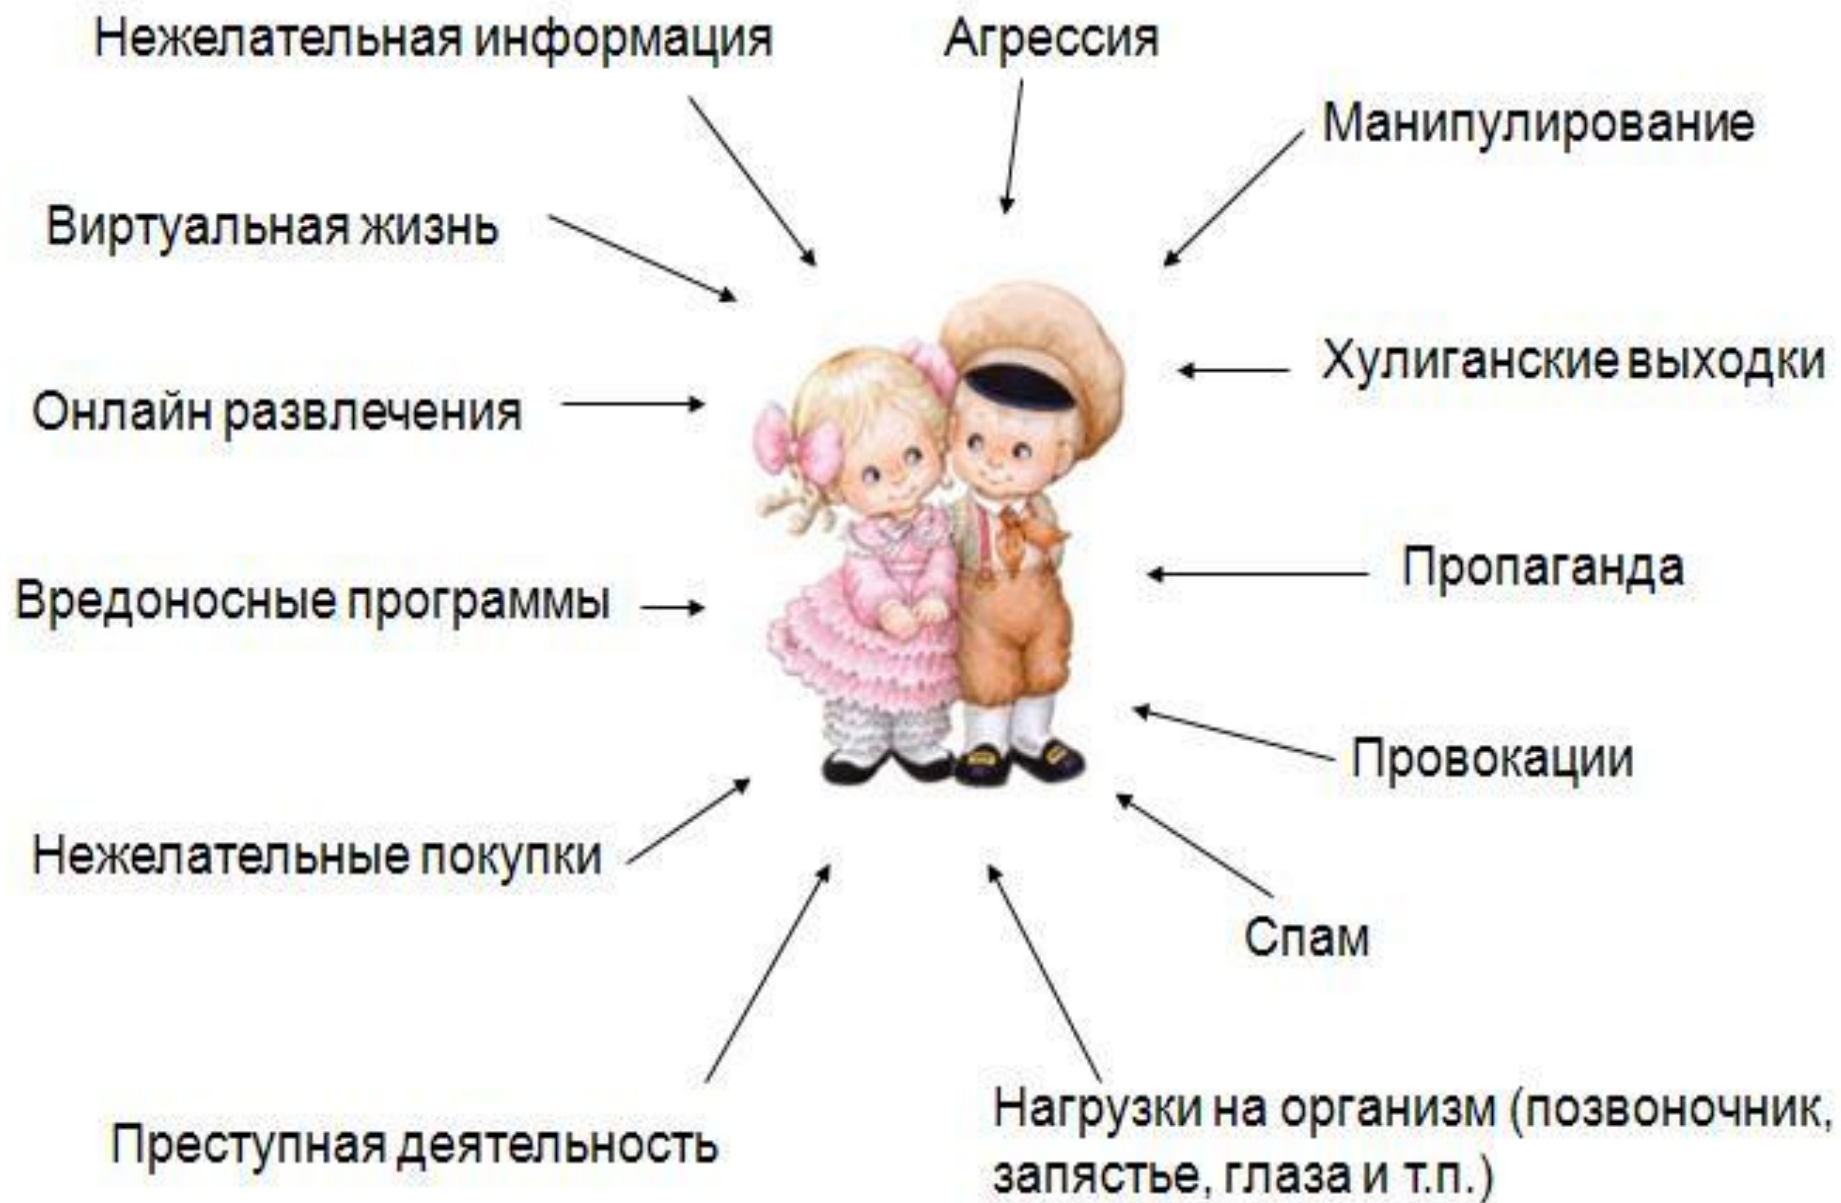 Нежелательная информация
Агрессия
Манипулирование
Виртуальная жизнь
Хулиганские выходки
Онлайн развлечения
Пропаганда
Вредоносные программы
Провокации
Нежелательные покупки
Спам
Преступная деятельность
Нагрузки на организм (позвоночник,
запястье, глаза и т.п.)